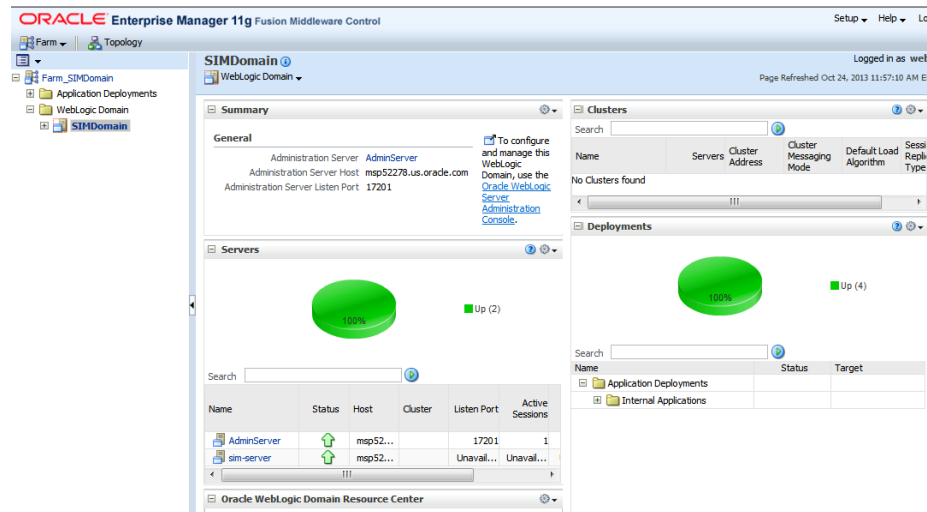 ORACLE Enterprise Manager 11g Fusion Middleware Control
Setup Help
Farm Topology
SIMDomain
WebLogic Domain
Logged in as
Page Refreshed Oct 24, 2013 11:57:10 AM
Farm_SIMDomain
Application Deployments
WebLogic Domain
SIMDomain
Summary
General
Administration Server AdminServer
Administration Server Host msp52278.us.oracle.com
Administration Server Listen Port 17201
To configure
and manage this
WebLogic
Domain, use the
Oracle WebLogic
Server
Administration
Console.
Servers
100%
Up (2)
Search
Name Status Host Cluster Listen Port Active Sessions
AdminServer msp52... 17201 1
sim-server msp52... Unavail... Unavail...
Oracle WebLogic Domain Resource Center
Clusters
Search
Name Servers Cluster Address Cluster Messaging Mode Default Load Algorithm
No Clusters found
Deployments
100%
Up (4)
Search
Name Status Target
Application Deployments
Internal Applications